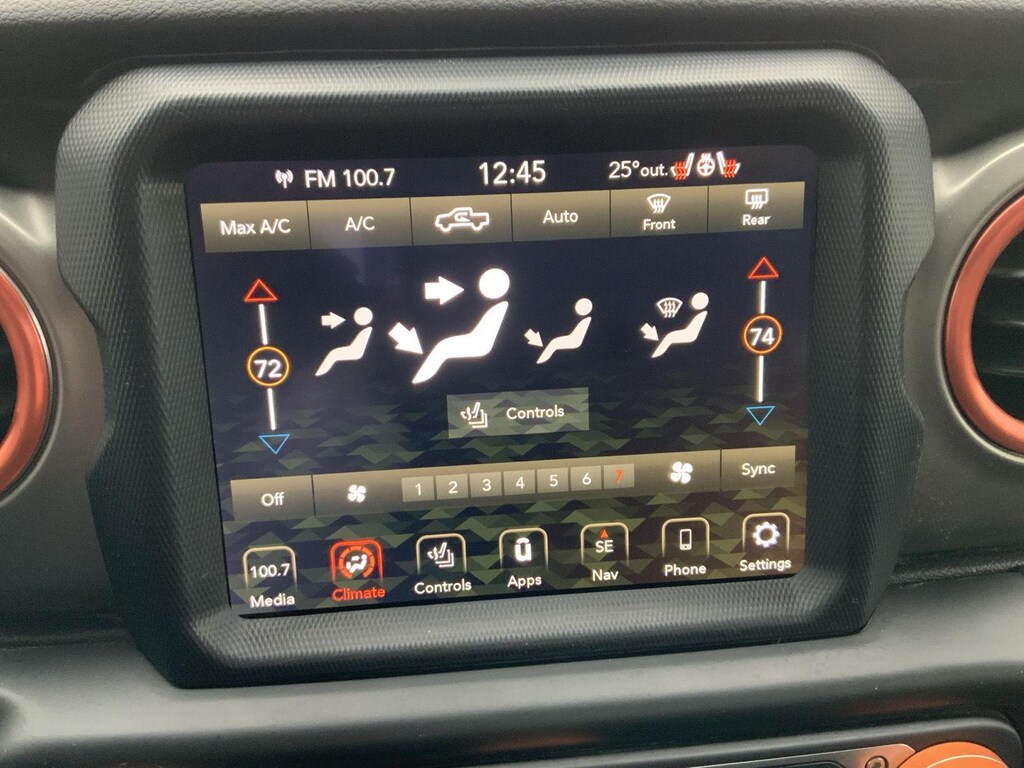 FM 100.7 12:45 25°out.
Max A/C A/C Auto Front Rear
72 74
Controls
Off 1 2 3 4 5 6 7 Sync
100.7 SE
Media Climate Controls Apps Nav Phone Settings